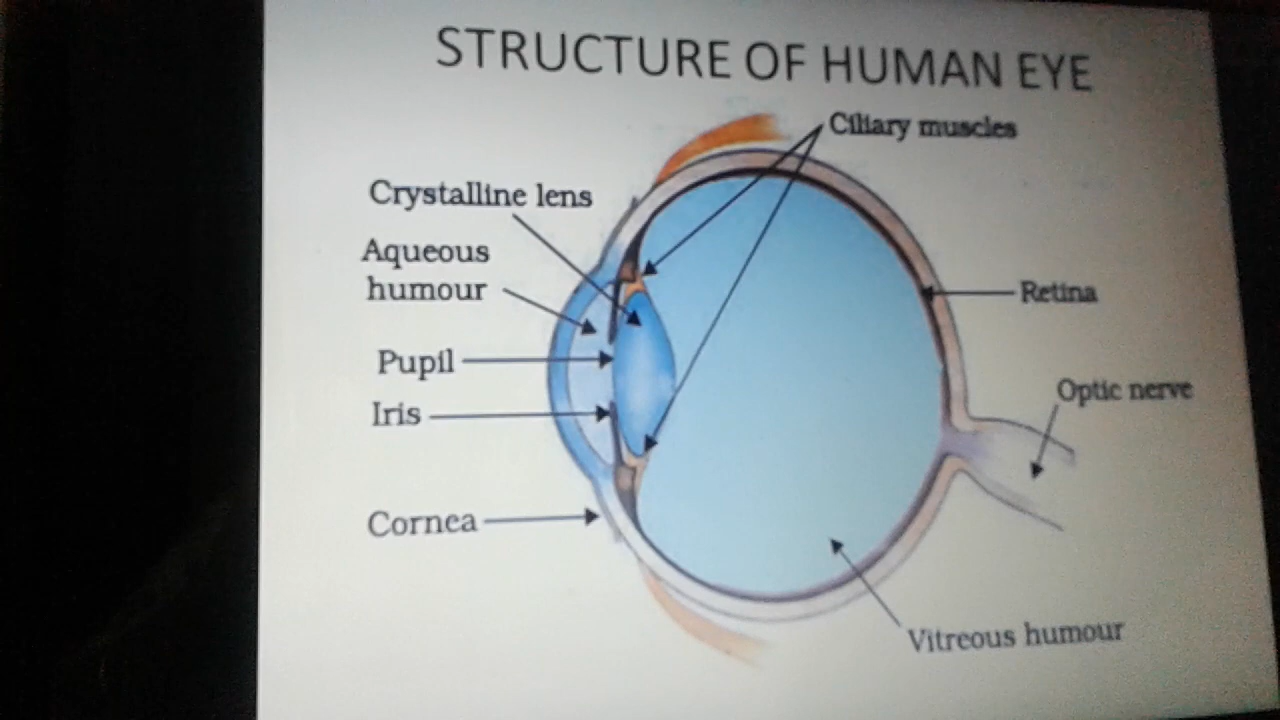 STRUCTURE OF HUMAN EYE
Ciliary muscles
Crystalline lens
Aqueous
humour
Retina
Pupil
Optic nerve
Iris
Cornea
Vitreous humour